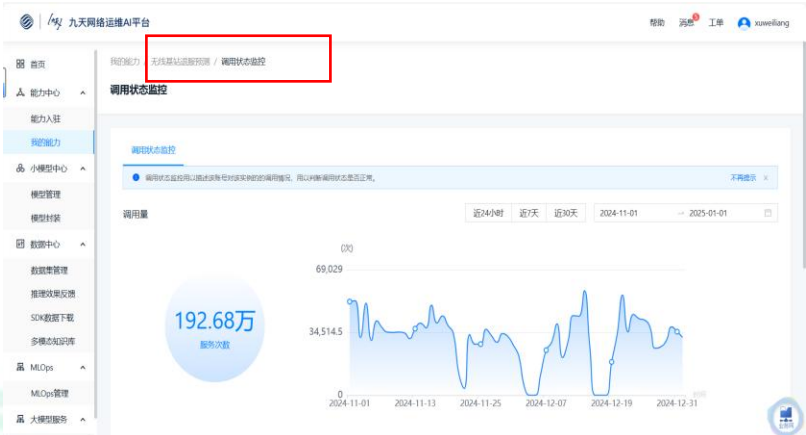 九天网络运维AI平台
帮助 消息 工单 xuweiliang
首页
能力中心
能力入驻
我的能力
小模型中心
模型管理
模型封装
数据中心
数据集管理
推理效果反馈
SDK数据下载
多模态知识库
MLOps
MLOps管理
大模型服务
我的能力 / 无线基站退服预测 / 调用状态监控
调用状态监控
调用状态监控
调用状态监控用以描述该账号对该实例的的调用情况，用以判断调用状态是否正常。 不再提示 ×
调用量
近24小时 近7天 近30天 2024-11-01 → 2025-01-01
(次)
69,029
34,514.5
0
192.68万
服务次数
时间
2024-11-01 2024-11-13 2024-11-25 2024-12-07 2024-12-19 2024-12-31